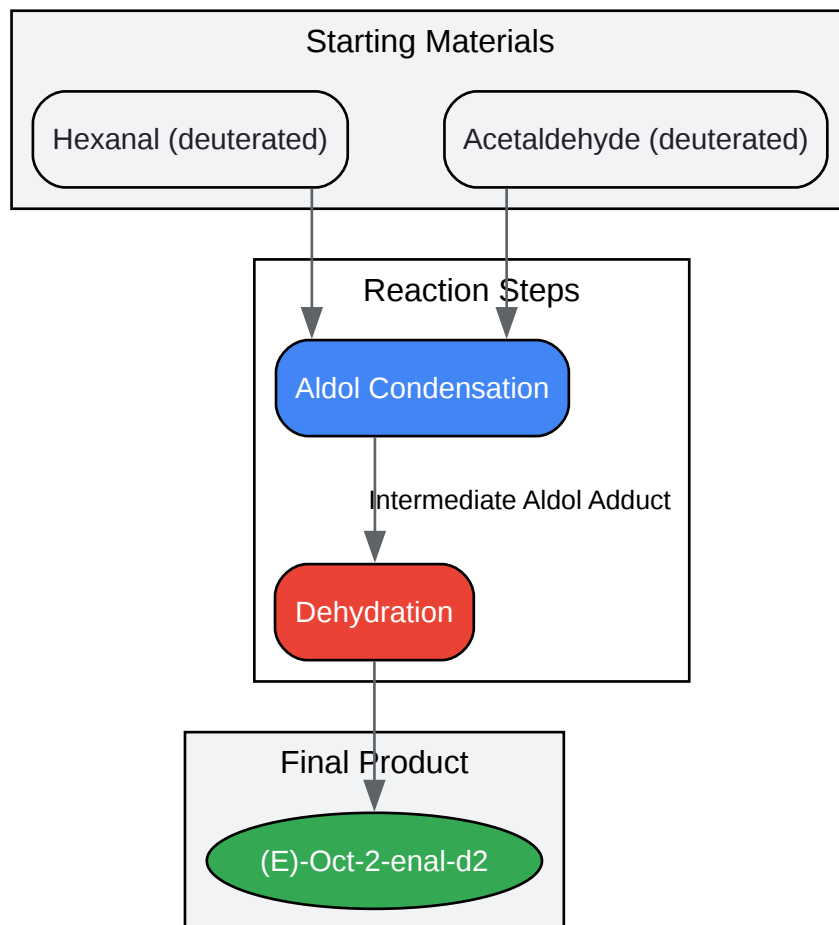 Starting Materials
Hexanal (deuterated)
Acetaldehyde (deuterated)
Reaction Steps
Aldol Condensation
Intermediate Aldol Adduct
Dehydration
Final Product
(E)-Oct-2-enal-d2